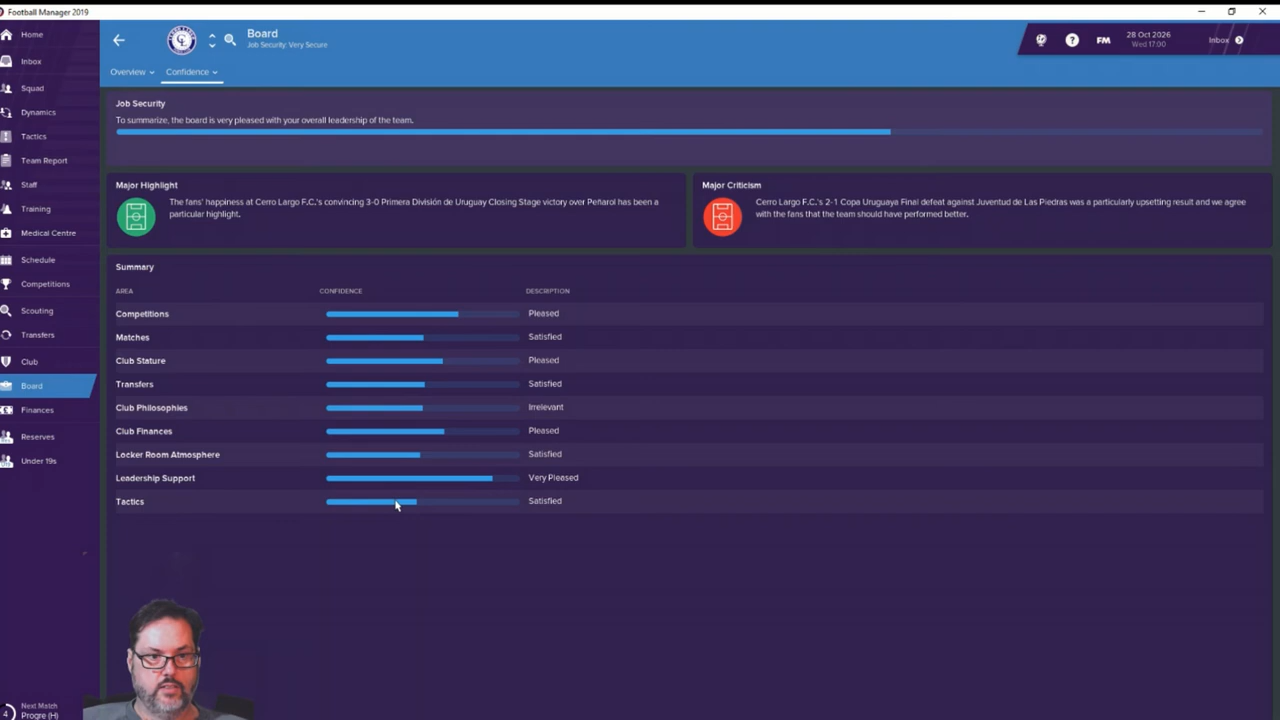 Football Manager 2019
Home
Inbox
Squad
Dynamics
Tactics
Team Report
Staff
Training
Medical Centre
Schedule
Competitions
Scouting
Transfers
Club
Board
Finances
Reserves
Under 19s
4
Next Match
Progre (H)
Board
Job Security: Very Secure
?
FM
28 Oct 2026
Wed 17:00
Inbox
Overview
Confidence
Job Security
To summarize, the board is very pleased with your overall leadership of the team.
Major Highlight
The fans' happiness at Cerro Largo F.C.'s convincing 3-0 Primera División de Uruguay Closing Stage victory over Peñarol has been a
particular highlight.
Major Criticism
Cerro Largo F.C.'s 2-1 Copa Uruguaya Final defeat against Juventud de Las Piedras was a particularly upsetting result and we agree
with the fans that the team should have performed better.
Summary
AREA CONFIDENCE DESCRIPTION
Competitions Pleased
Matches Satisfied
Club Stature Pleased
Transfers Satisfied
Club Philosophies Irrelevant
Club Finances Pleased
Locker Room Atmosphere Satisfied
Leadership Support Very Pleased
Tactics Satisfied